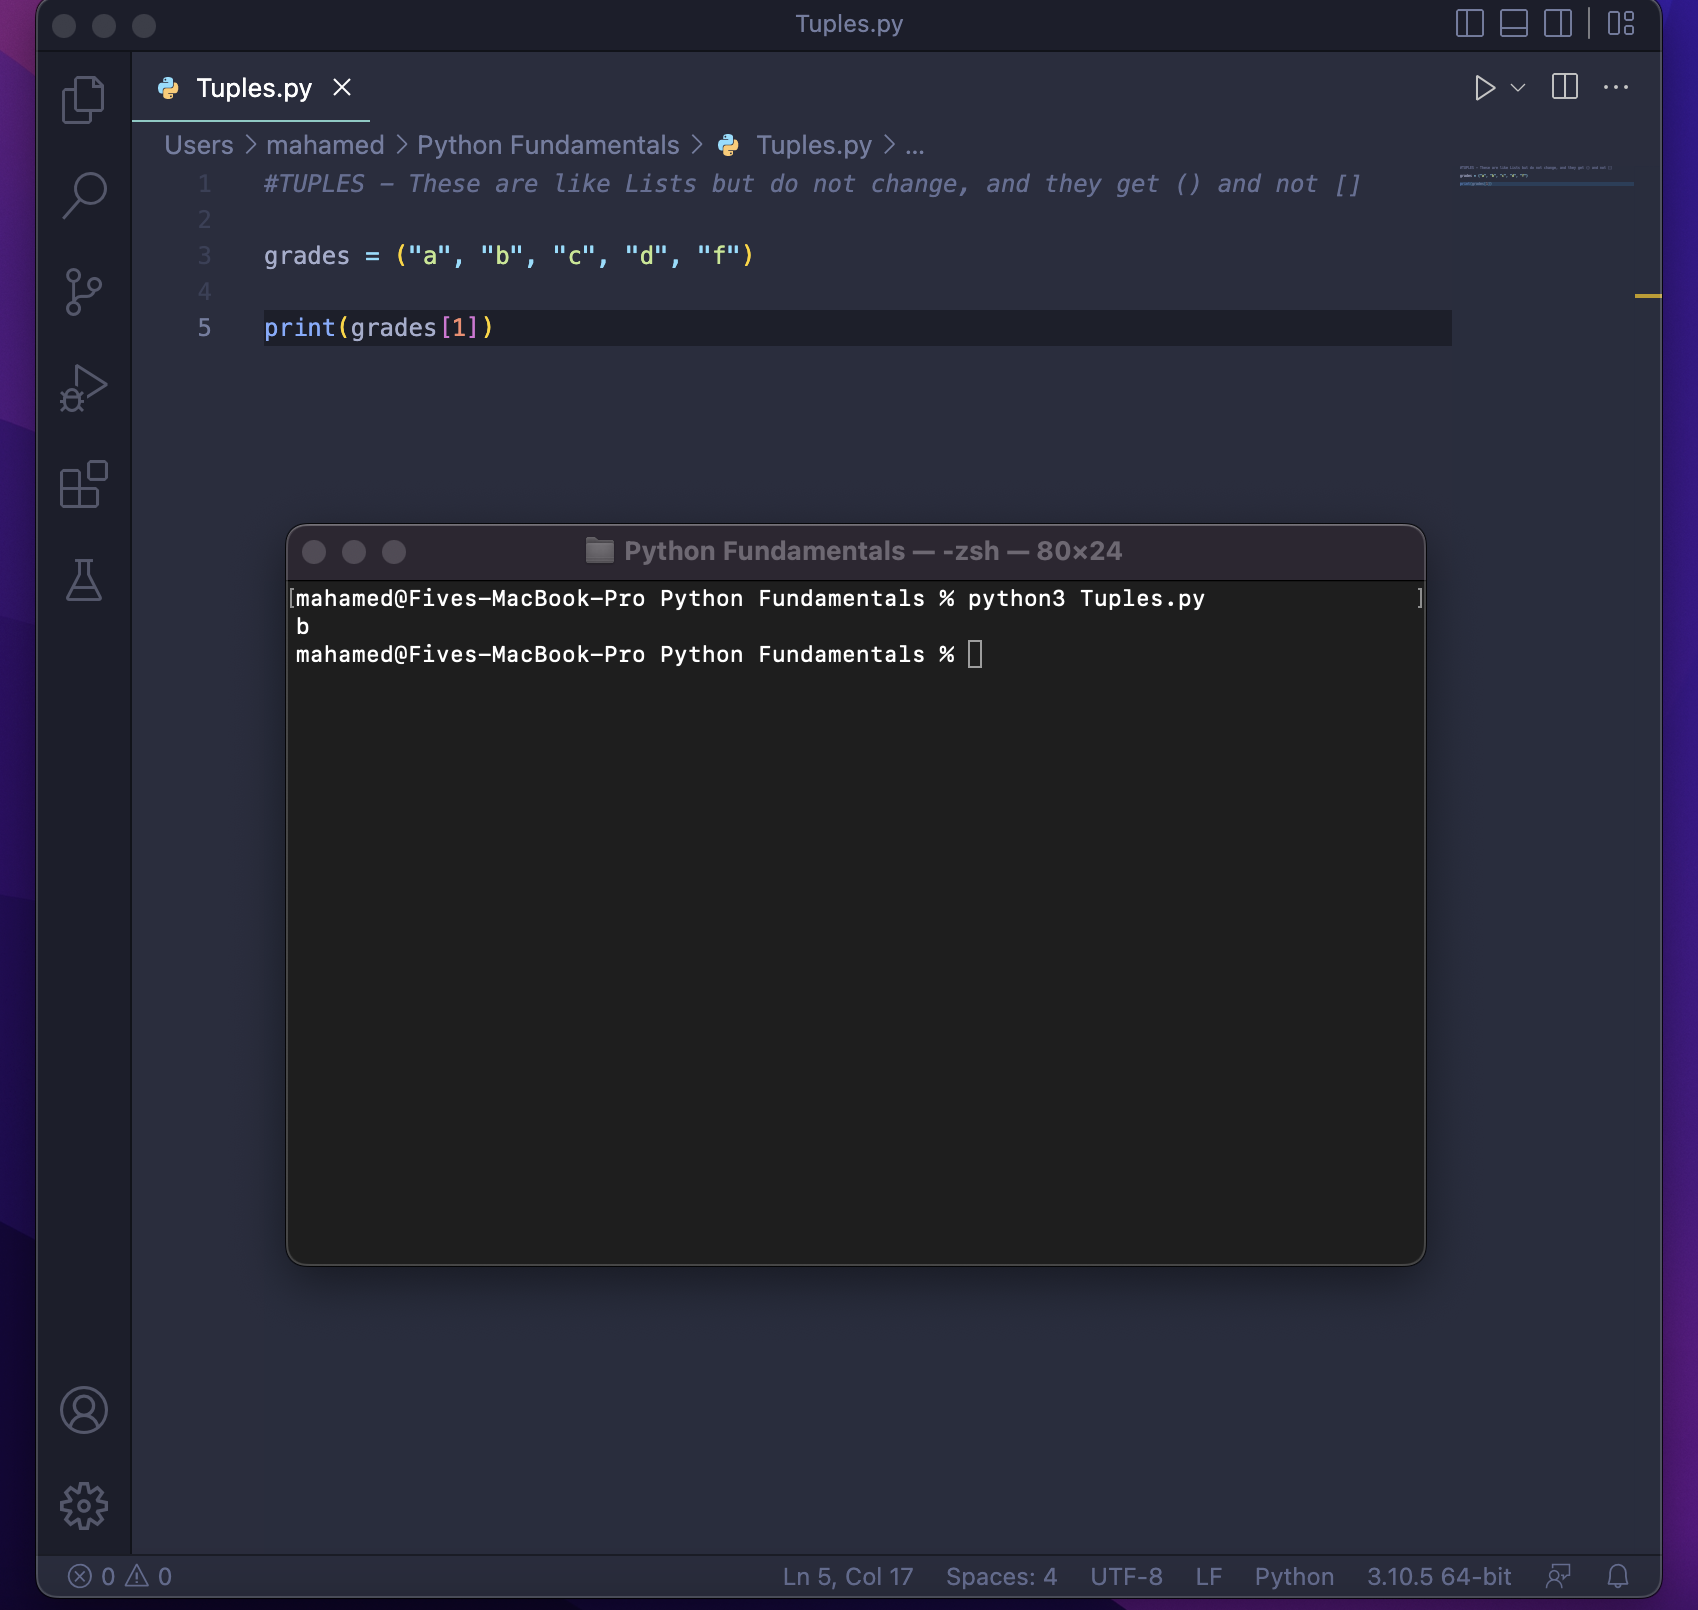 Tuples.py
Tuples.py
Users > mahamed > Python Fundamentals > Tuples.py > ...
1 #TUPLES - These are like Lists but do not change, and they get () and not []
2
3 grades = ("a", "b", "c", "d", "f")
4
5 print(grades[1])
Python Fundamentals — -zsh — 80×24
[mahamed@Fives-MacBook-Pro Python Fundamentals % python3 Tuples.py ]
b
mahamed@Fives-MacBook-Pro Python Fundamentals %
0 0 Ln 5, Col 17 Spaces: 4 UTF-8 LF Python 3.10.5 64-bit